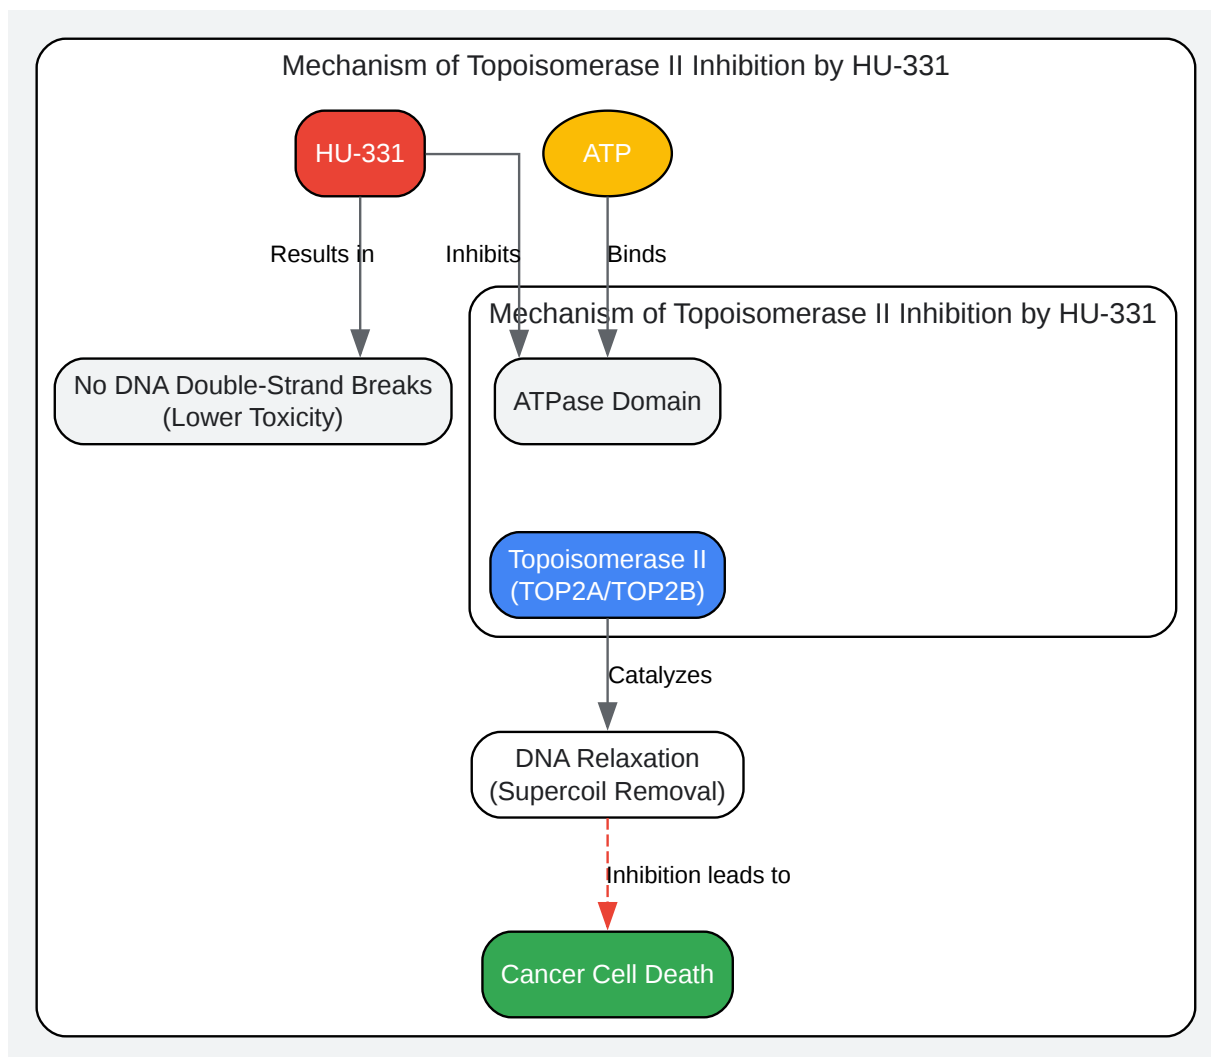 Mechanism of Topoisomerase II Inhibition by HU-331
HU-331
ATP
Results in
Inhibits
Binds
Mechanism of Topoisomerase II Inhibition by HU-331
No DNA Double-Strand Breaks
(Lower Toxicity)
ATPase Domain
Topoisomerase II
(TOP2A/TOP2B)
Catalyzes
DNA Relaxation
(Supercoil Removal)
Inhibition leads to
Cancer Cell Death